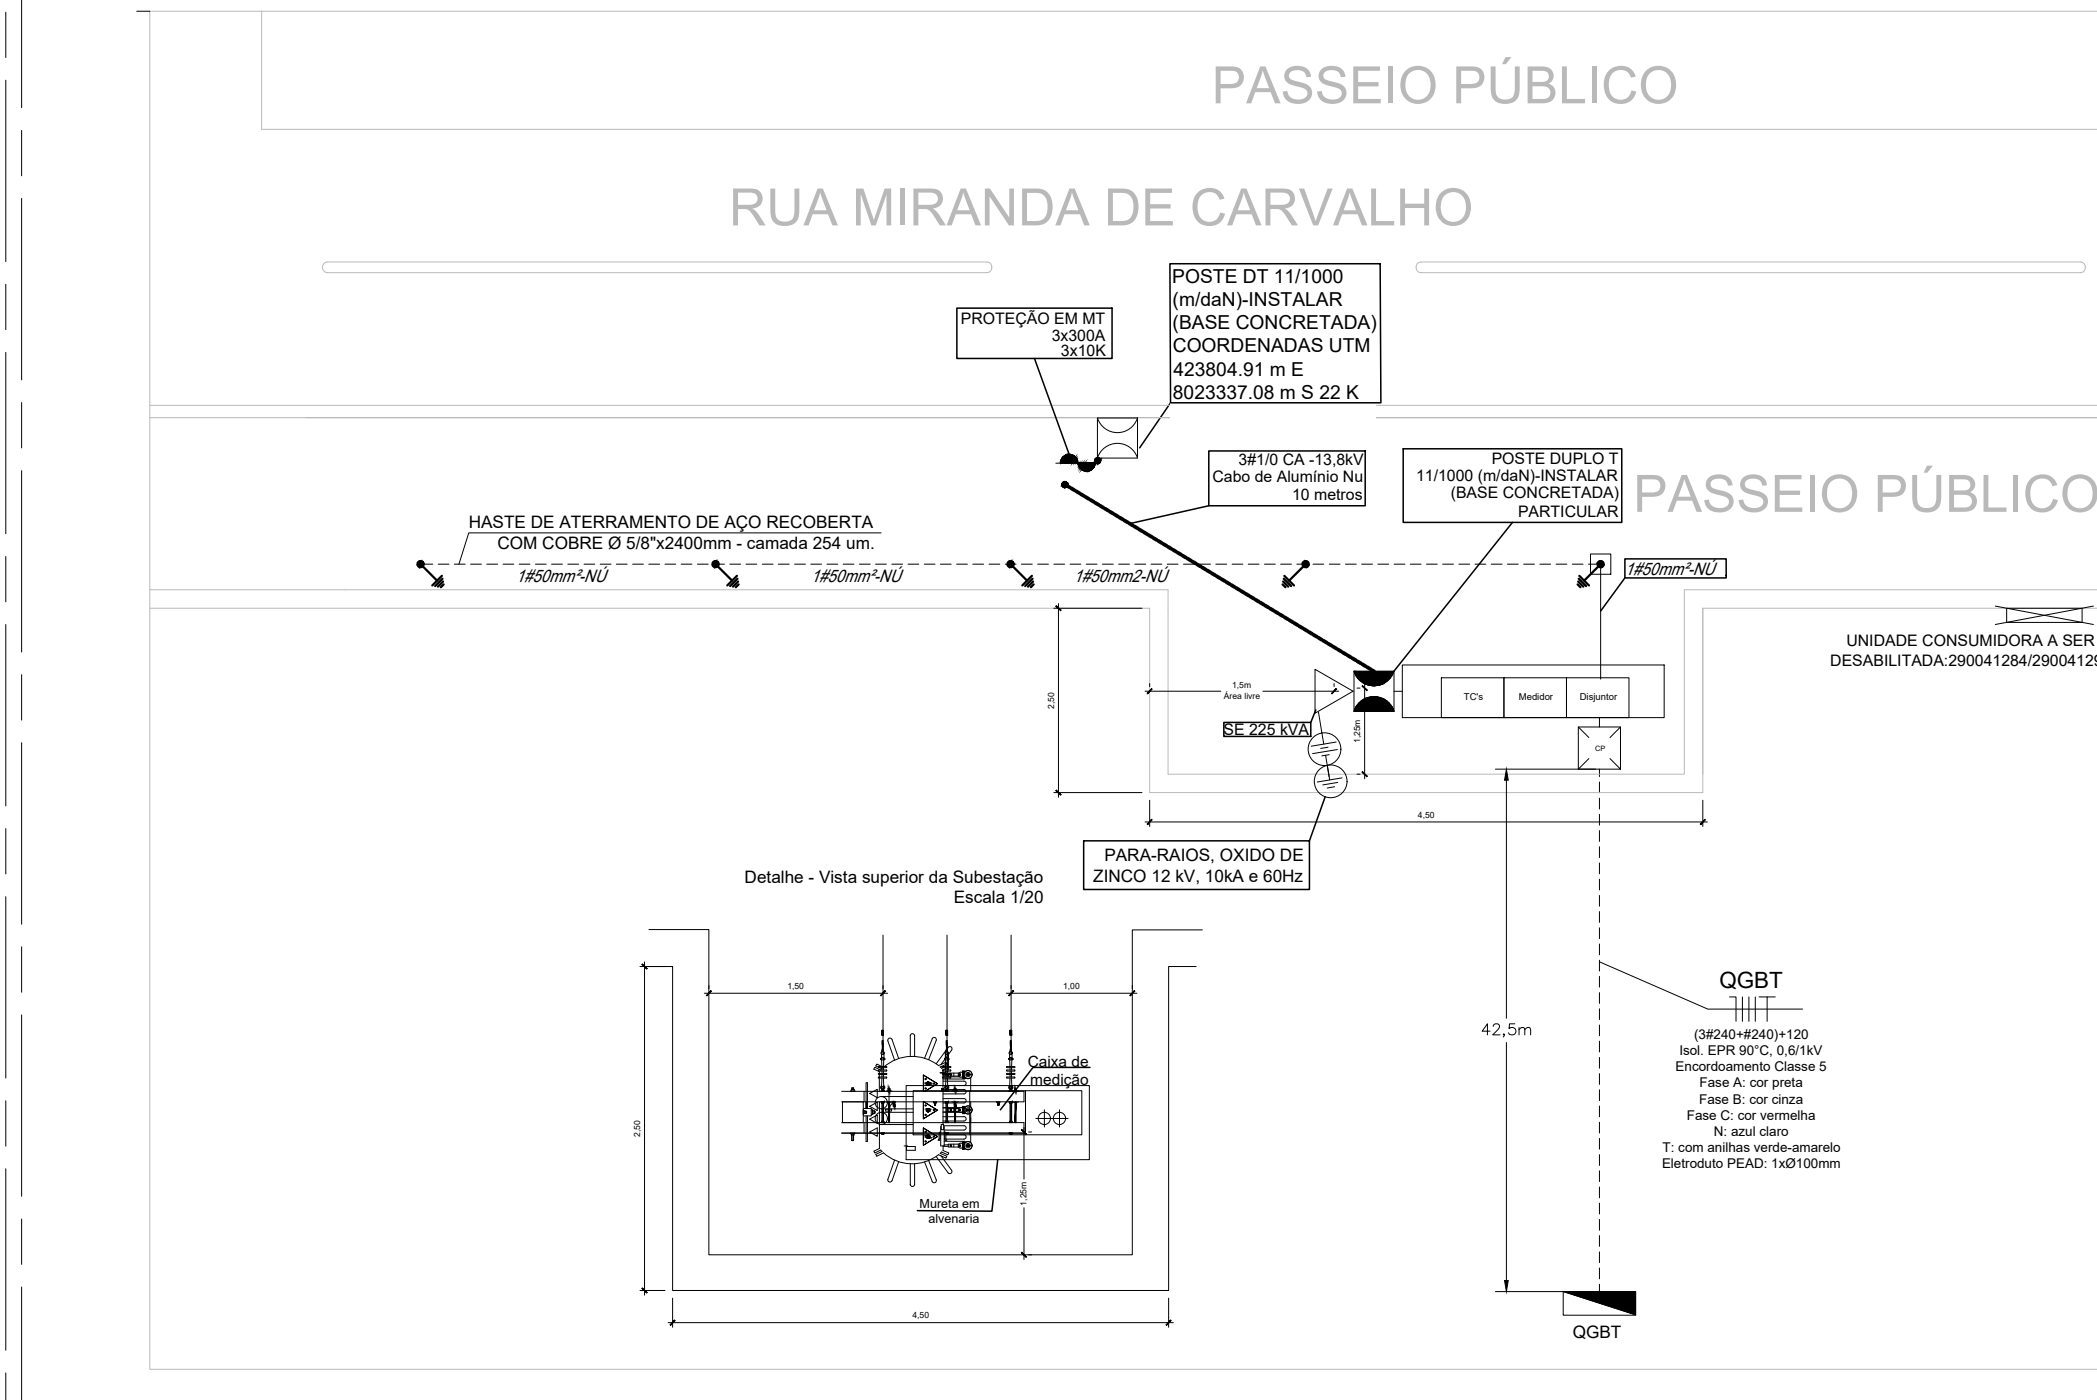 PASSEIO PÚBLICO
RUA MIRANDA DE CARVALHO
POSTE DT 11/1000
(m/daN)-INSTALAR
(BASE CONCRETADA)
COORDENADAS UTM
423804.91 m E
8023337.08 m S 22 K
PROTEÇÃO EM MT
3x300A
3x10K
3#1/0 CA -13,8kV
Cabo de Alumínio Nu
10 metros
POSTE DUPLO T
11/1000 (m/daN)-INSTALAR
(BASE CONCRETADA)
PARTICULAR
PASSEIO PÚBLICO
HASTE DE ATERRAMENTO DE AÇO RECOBERTA
COM COBRE Ø 5/8"x2400mm - camada 254 um.
1#50mm²-NÚ
1#50mm²-NÚ
1#50mm2-NÚ
1#50mm²-NÚ
UNIDADE CONSUMIDORA A SER
DESABILITADA:290041284/29004129
2,50
1,5m
Área livre
TC's
Medidor
Disjuntor
SE 225 kVA
1,25m
CP
4,50
PARA-RAIOS, OXIDO DE
ZINCO 12 kV, 10kA e 60Hz
Detalhe - Vista superior da Subestação
Escala 1/20
1,50
1,00
Caixa de
medição
2,50
1,25m
Mureta em
alvenaria
4,50
42,5m
QGBT
(3#240+#240)+120
Isol. EPR 90°C, 0,6/1kV
Encordoamento Classe 5
Fase A: cor preta
Fase B: cor cinza
Fase C: cor vermelha
N: azul claro
T: com anilhas verde-amarelo
Eletroduto PEAD: 1xØ100mm
QGBT